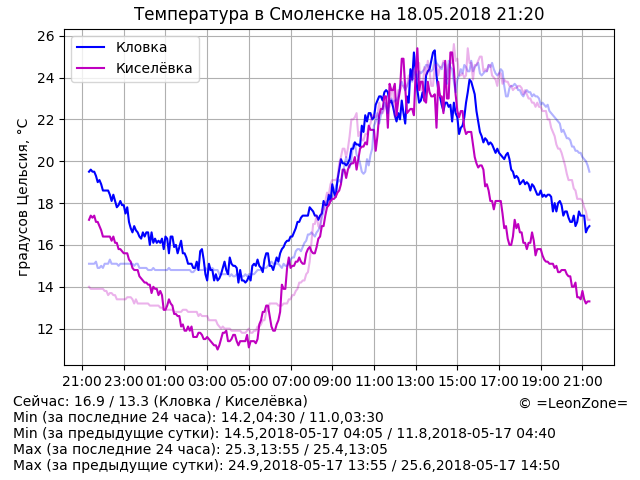 Температура в Смоленске на 18.05.2018 21:20
26
24
22
20
18
16
14
12
градусов Цельсия, °C
Кловка
Киселёвка
21:00 23:00 01:00 03:00 05:00 07:00 09:00 11:00 13:00 15:00 17:00 19:00 21:00
Сейчас: 16.9 / 13.3 (Кловка / Киселёвка)
© =LeonZone=
Min (за последние 24 часа): 14.2,04:30 / 11.0,03:30
Min (за предыдущие сутки): 14.5,2018-05-17 04:05 / 11.8,2018-05-17 04:40
Max (за последние 24 часа): 25.3,13:55 / 25.4,13:05
Max (за предыдущие сутки): 24.9,2018-05-17 13:55 / 25.6,2018-05-17 14:50